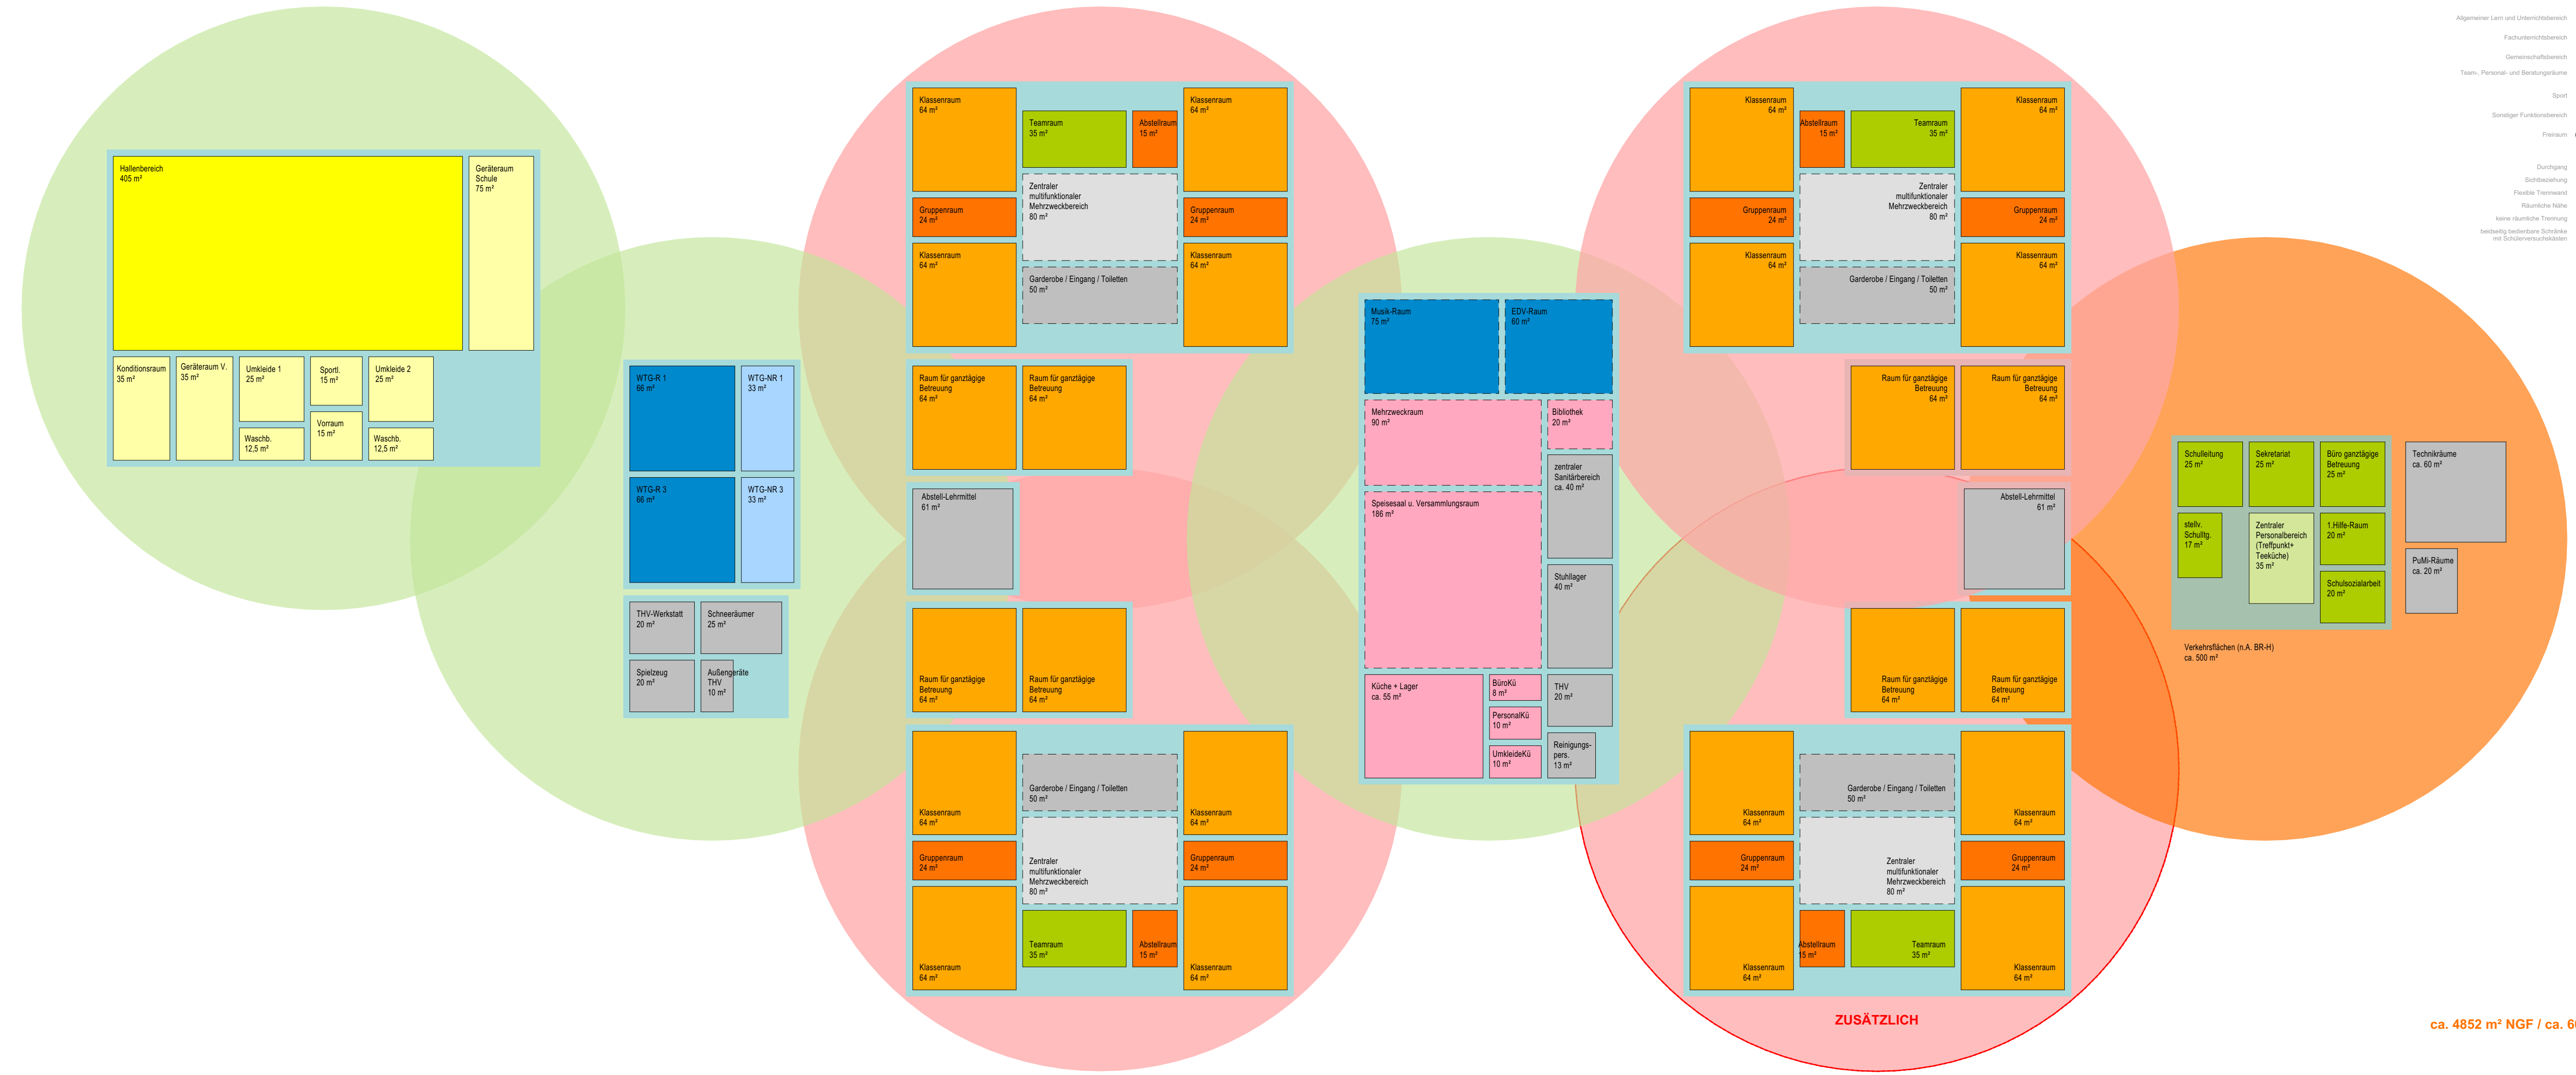 Hallenbereich
405 m²
Geräteraum
Schule
75 m²
Konditionsraum
35 m²
Geräteraum V.
35 m²
Umkleide 1
25 m²
Sportl.
15 m²
Umkleide 2
25 m²
Waschb.
12,5 m²
Vorraum
15 m²
Waschb.
12,5 m²
WTG-R 1
66 m²
WTG-NR 1
33 m²
WTG-R 3
66 m²
WTG-NR 3
33 m²
THV-Werkstatt
20 m²
Schneeräumer
25 m²
Spielzeug
20 m²
Außengeräte
THV
10 m²
Klassenraum
64 m²
Teamraum
35 m²
Abstellraum
15 m²
Klassenraum
64 m²
Zentraler
multifunktionaler
Mehrzweckbereich
80 m²
Gruppenraum
24 m²
Gruppenraum
24 m²
Klassenraum
64 m²
Garderobe / Eingang / Toiletten
50 m²
Klassenraum
64 m²
Raum für ganztägige
Betreuung
64 m²
Raum für ganztägige
Betreuung
64 m²
Abstell-Lehrmittel
61 m²
Raum für ganztägige
Betreuung
64 m²
Raum für ganztägige
Betreuung
64 m²
Klassenraum
64 m²
Garderobe / Eingang / Toiletten
50 m²
Klassenraum
64 m²
Gruppenraum
24 m²
Zentraler
multifunktionaler
Mehrzweckbereich
80 m²
Gruppenraum
24 m²
Klassenraum
64 m²
Teamraum
35 m²
Abstellraum
15 m²
Klassenraum
64 m²
Musik-Raum
75 m²
EDV-Raum
60 m²
Mehrzweckraum
90 m²
Bibliothek
20 m²
zentraler
Sanitärbereich
ca. 40 m²
Speisesaal u. Versammlungsraum
186 m²
Stuhllager
40 m²
Küche + Lager
ca. 55 m²
BüroKü
8 m²
THV
20 m²
PersonalKü
10 m²
UmkleideKü
10 m²
Reinigungs-
pers.
13 m²
Klassenraum
64 m²
Abstellraum
15 m²
Teamraum
35 m²
Klassenraum
64 m²
Zentraler
multifunktionaler
Mehrzweckbereich
80 m²
Gruppenraum
24 m²
Gruppenraum
24 m²
Klassenraum
64 m²
Garderobe / Eingang / Toiletten
50 m²
Klassenraum
64 m²
Raum für ganztägige
Betreuung
64 m²
Raum für ganztägige
Betreuung
64 m²
Abstell-Lehrmittel
61 m²
Raum für ganztägige
Betreuung
64 m²
Raum für ganztägige
Betreuung
64 m²
Klassenraum
64 m²
Garderobe / Eingang / Toiletten
50 m²
Klassenraum
64 m²
Gruppenraum
24 m²
Zentraler
multifunktionaler
Mehrzweckbereich
80 m²
Gruppenraum
24 m²
Klassenraum
64 m²
Abstellraum
15 m²
Teamraum
35 m²
Klassenraum
64 m²
ZUSÄTZLICH
Schulleitung
25 m²
Sekretariat
25 m²
Büro ganztägige
Betreuung
25 m²
stellv.
Schulltg.
17 m²
Zentraler
Personalbereich
(Treffpunkt+
Teeküche)
35 m²
1.Hilfe-Raum
20 m²
Schulsozialarbeit
20 m²
Technikräume
ca. 60 m²
PuMi-Räume
ca. 20 m²
Verkehrsflächen (n.A. BR-H)
ca. 500 m²
Allgemeiner Lern und Unterrichtsbereich
Fachunterrichtsbereich
Gemeinschaftsbereich
Team-, Personal- und Beratungsräume
Sport
Sonstiger Funktionsbereich
Freiraum
Durchgang
Eichtbeziehung
Flexible Trennwand
Räumliche Nähe
keine räumliche Trennung
beidseitig bedienbare Schränke
mit Schülerversuchskästen
ca. 4852 m² NGF / ca. 6